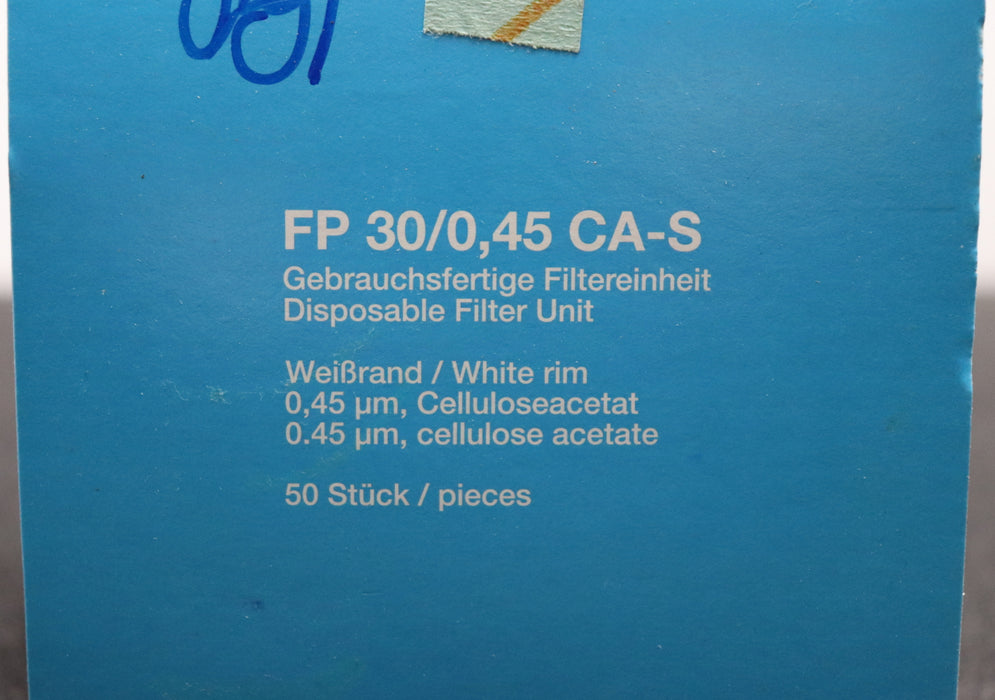 FP 30/0,45 CA-S
Gebrauchsfertige Filtereinheit
Disposable Filter Unit
Weißrand / White rim
0,45 µm, Celluloseacetat
0.45 µm, cellulose acetate
50 Stück / pieces